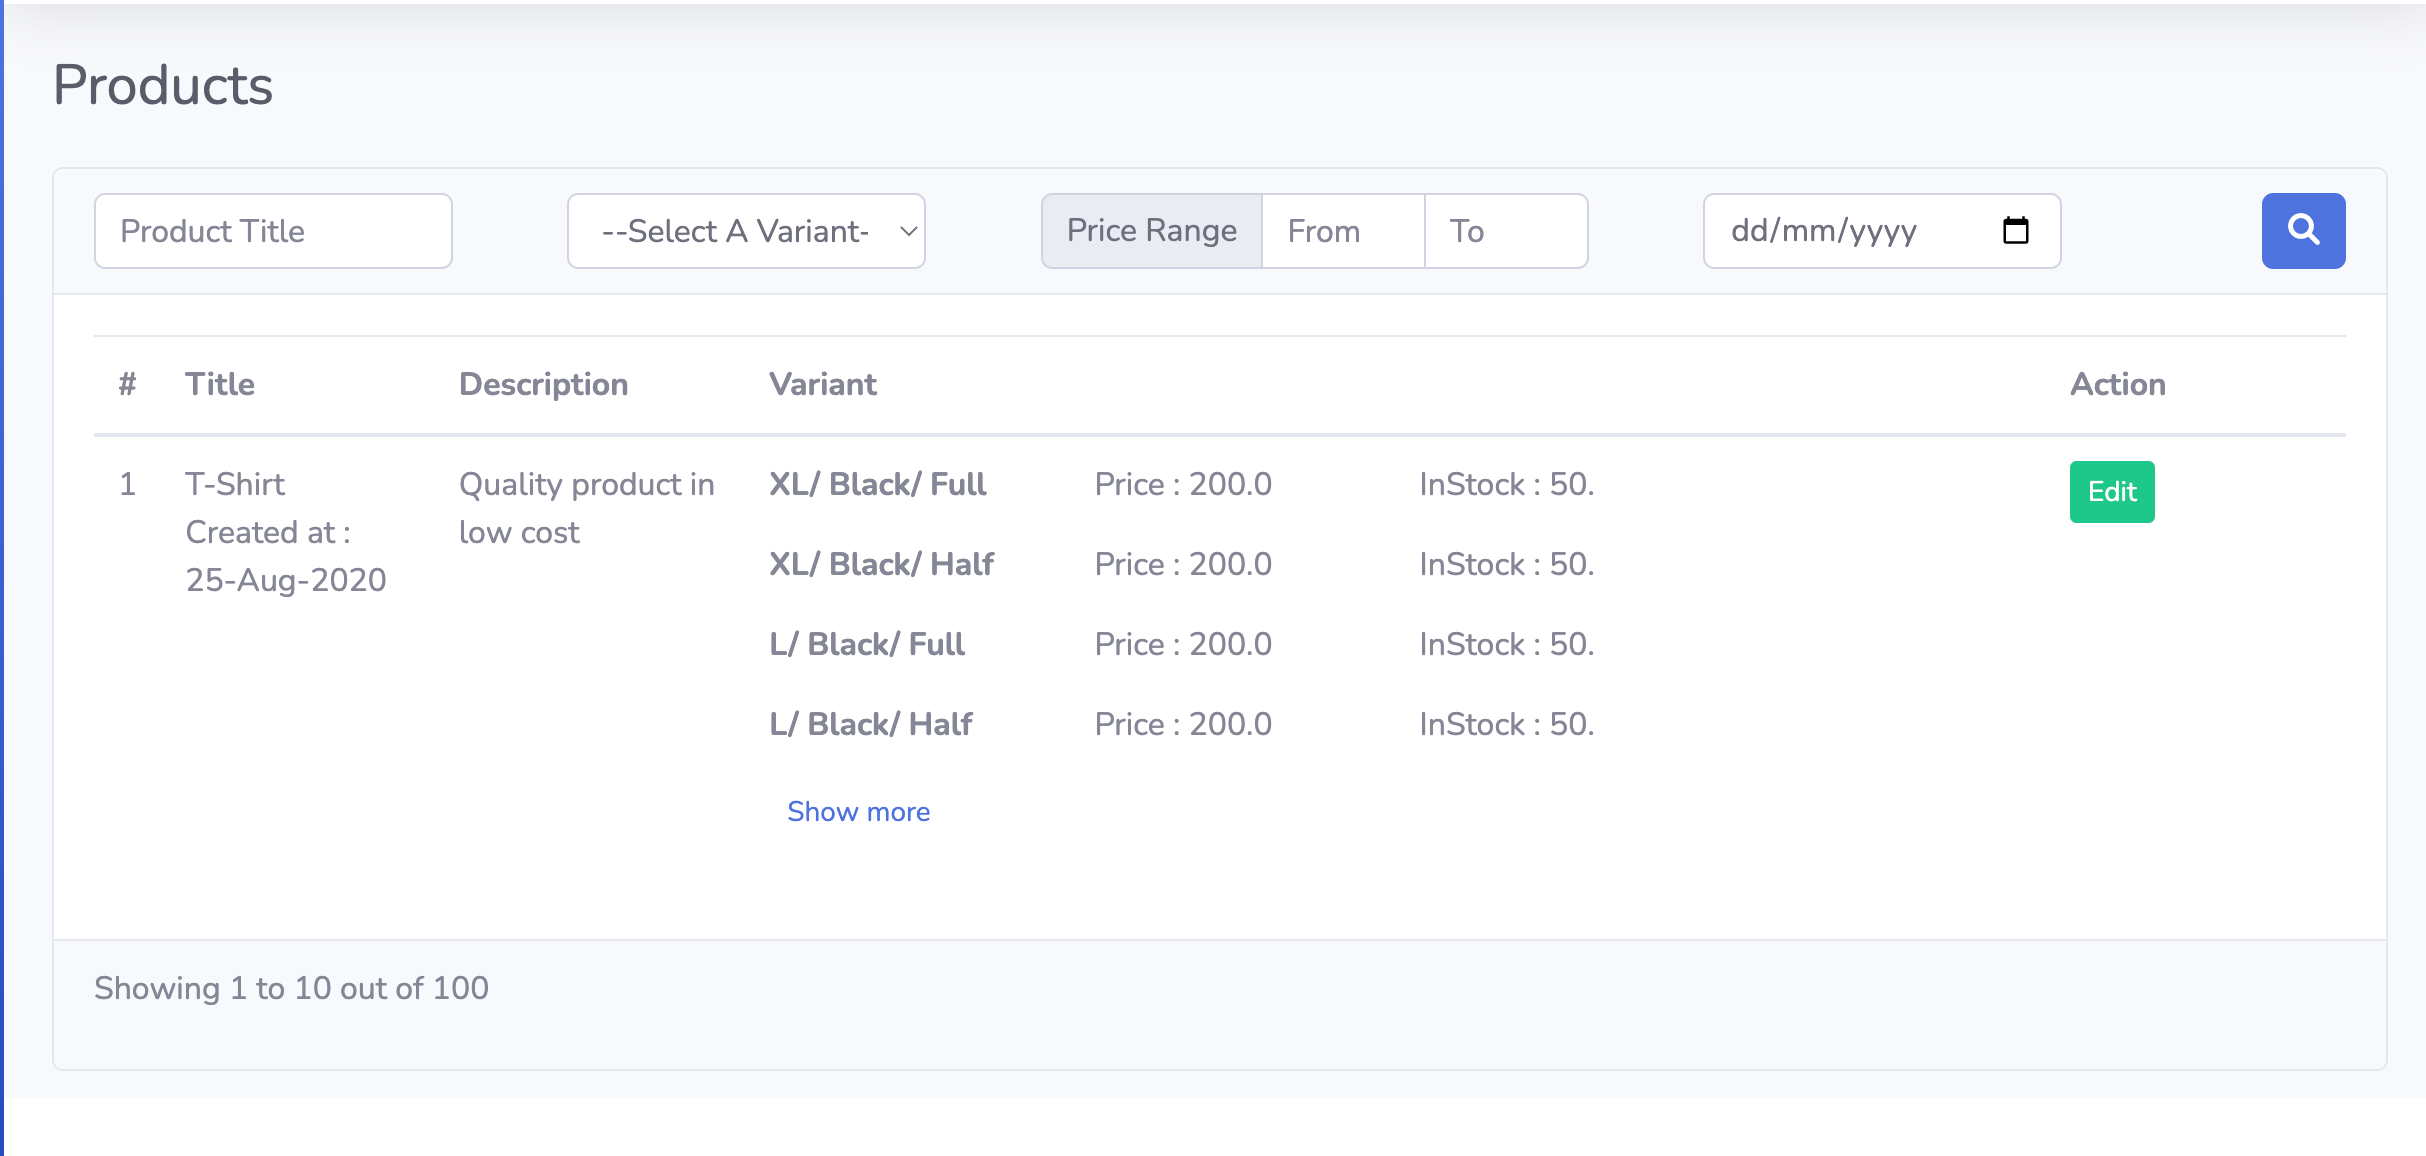 Products
Product Title --Select A Variant- Price Range From To dd/mm/yyyy
# Title Description Variant Action
1 T-Shirt Quality product in XL/ Black/ Full Price : 200.0 InStock : 50. Edit
Created at : low cost
25-Aug-2020 XL/ Black/ Half Price : 200.0 InStock : 50.
L/ Black/ Full Price : 200.0 InStock : 50.
L/ Black/ Half Price : 200.0 InStock : 50.
Show more
Showing 1 to 10 out of 100